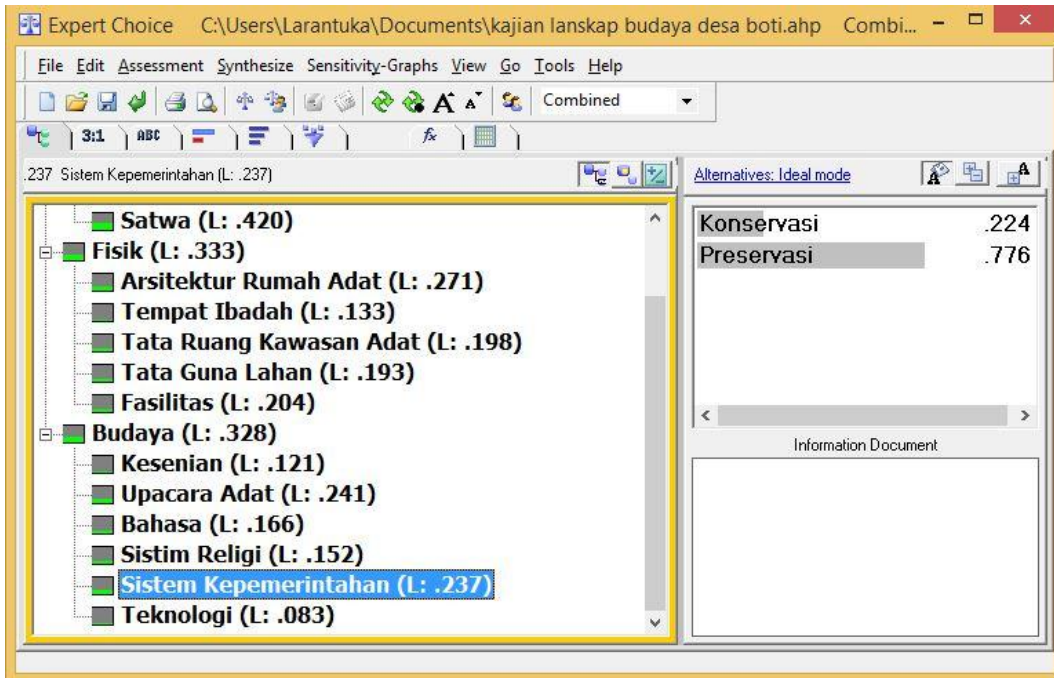 Expert Choice C:\Users\Larantuka\Documents\kajian lanskap budaya desa boti.ahp Combi...
File Edit Assessment Synthesize Sensitivity-Graphs View Go Tools Help
A A Combined
3:1 ABC fx
.237 Sistem Kepemerintahan (L: .237)
Alternatives: Ideal mode
A A
Satwa (L: .420)
Fisik (L: .333)
Arsitektur Rumah Adat (L: .271)
Tempat Ibadah (L: .133)
Tata Ruang Kawasan Adat (L: .198)
Tata Guna Lahan (L: .193)
Fasilitas (L: .204)
Budaya (L: .328)
Kesenian (L: .121)
Upacara Adat (L: .241)
Bahasa (L: .166)
Sistim Religi (L: .152)
Sistem Kepemerintahan (L: .237)
Teknologi (L: .083)
Konservasi .224
Preservasi .776
Information Document